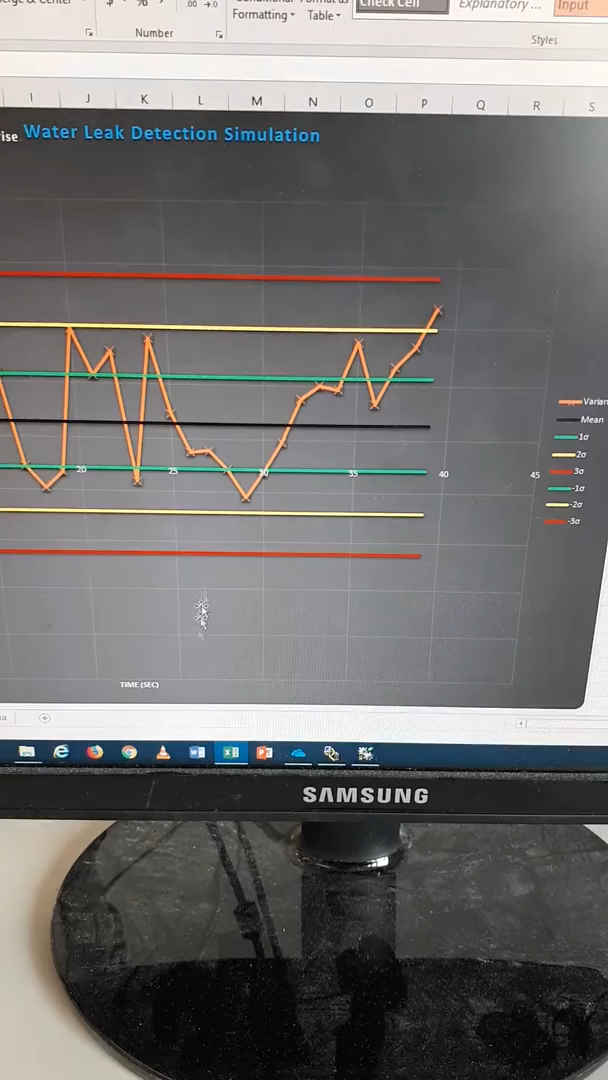 Check Cell
Explanatory ...
Input
Formatting
Table
Number
Styles
I J K L M N O P Q R S
ise Water Leak Detection Simulation
20 25 30 35 40 45
Varian
Mean
1σ
2σ
3σ
-1σ
-2σ
-3σ
TIME (SEC)
SAMSUNG